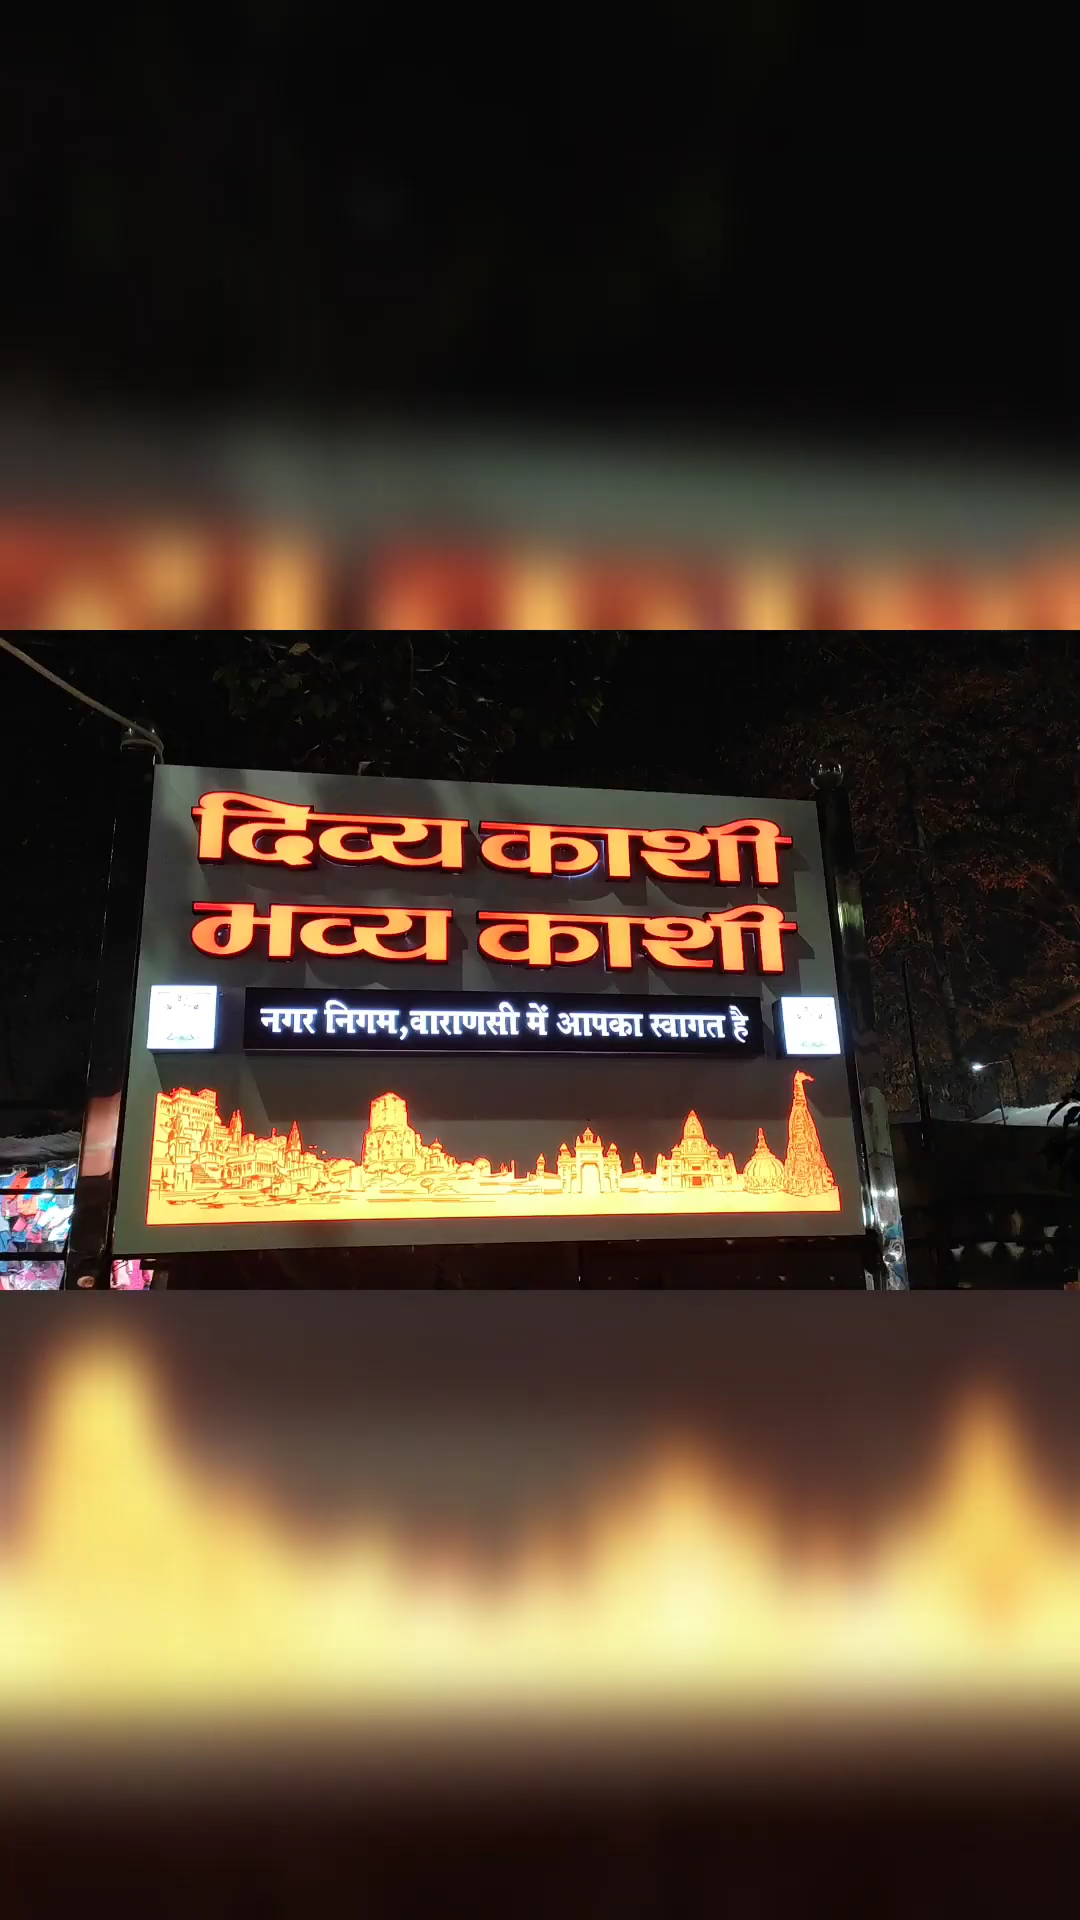 दिव्य काशी
भव्य काशी
नगर निगम,वाराणसी में आपका स्वागत है